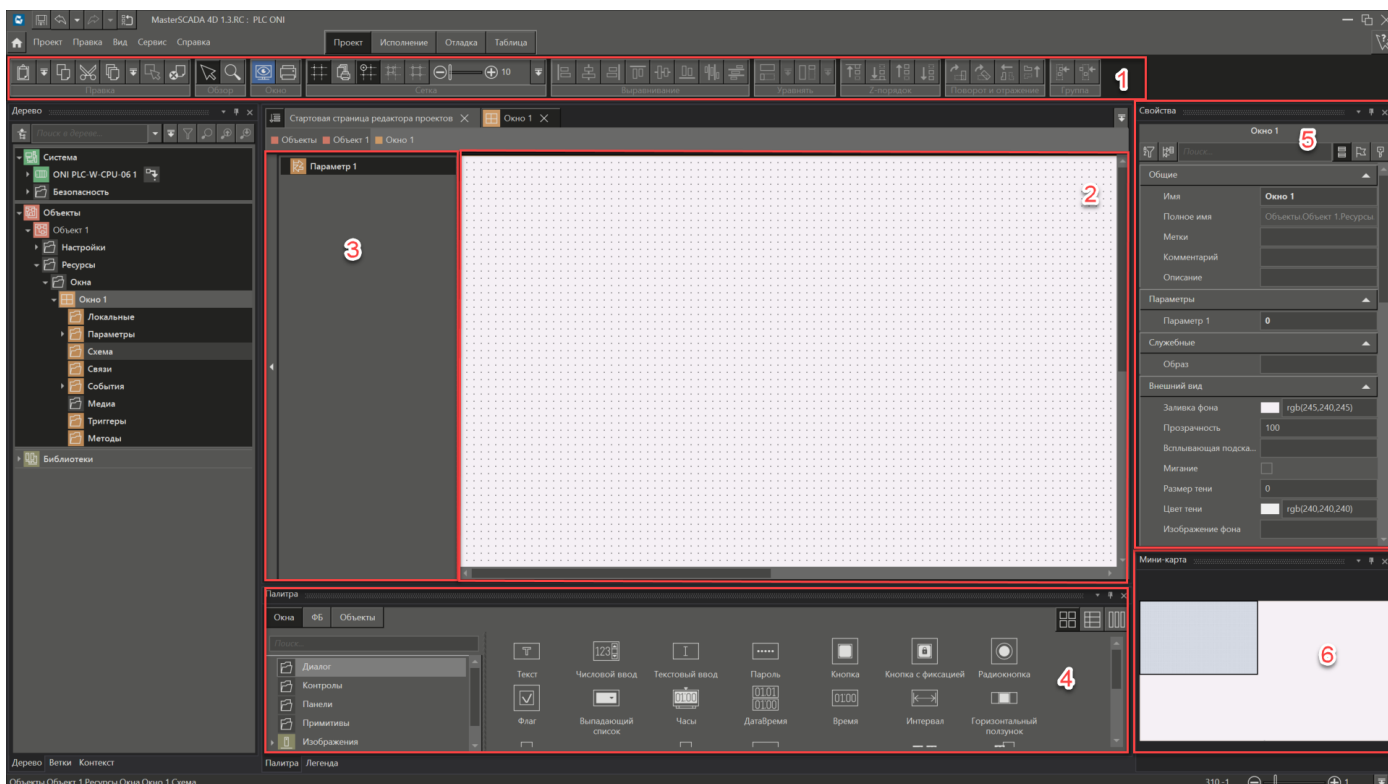 MasterSCADA 4D 1.3.RC : PLC ONI
Проект Правка Вид Сервис Справка
Проект Исполнение Отладка Таблица
10
Правка Обзор Окно Сетка Выравнивание Уравнять Z-порядок Поворот и отражение Группа
1
Дерево
Поиск в дереве...
Система
ONI PLC-W-CPU-06 1
Безопасность
Объекты
Объект 1
Настройки
Ресурсы
Окна
Окно 1
Локальные
Параметры
Схема
Связи
События
Медиа
Триггеры
Методы
Библиотеки
Дерево Ветки Контекст
Стартовая страница редактора проектов
Окно 1
Объекты Объект 1 Окно 1
Параметр 1
3
2
Палитра
Окна ФБ Объекты
Поиск...
Диалог
Контролы
Панели
Примитивы
Изображения
Текст Числовой ввод Текстовый ввод Пароль Кнопка Кнопка с фиксацией Радиокнопка
Флаг Выпадающий список Часы ДатаВремя Время Интервал Горизонтальный ползунок
4
Палитра Легенда
Свойства
Окно 1
5
Поиск...
Общие
Имя Окно 1
Полное имя Объекты.Объект 1.Ресурсы
Метки
Комментарий
Описание
Параметры
Параметр 1 0
Служебные
Образ
Внешний вид
Заливка фона rgb(245,240,245)
Прозрачность 100
Всплывающая подска...
Мигание
Размер тени 0
Цвет тени rgb(240,240,240)
Изображение фона
Мини-карта
6
Объекты.Объект 1.Ресурсы.Окна.Окно 1.Схема
310 -1
1